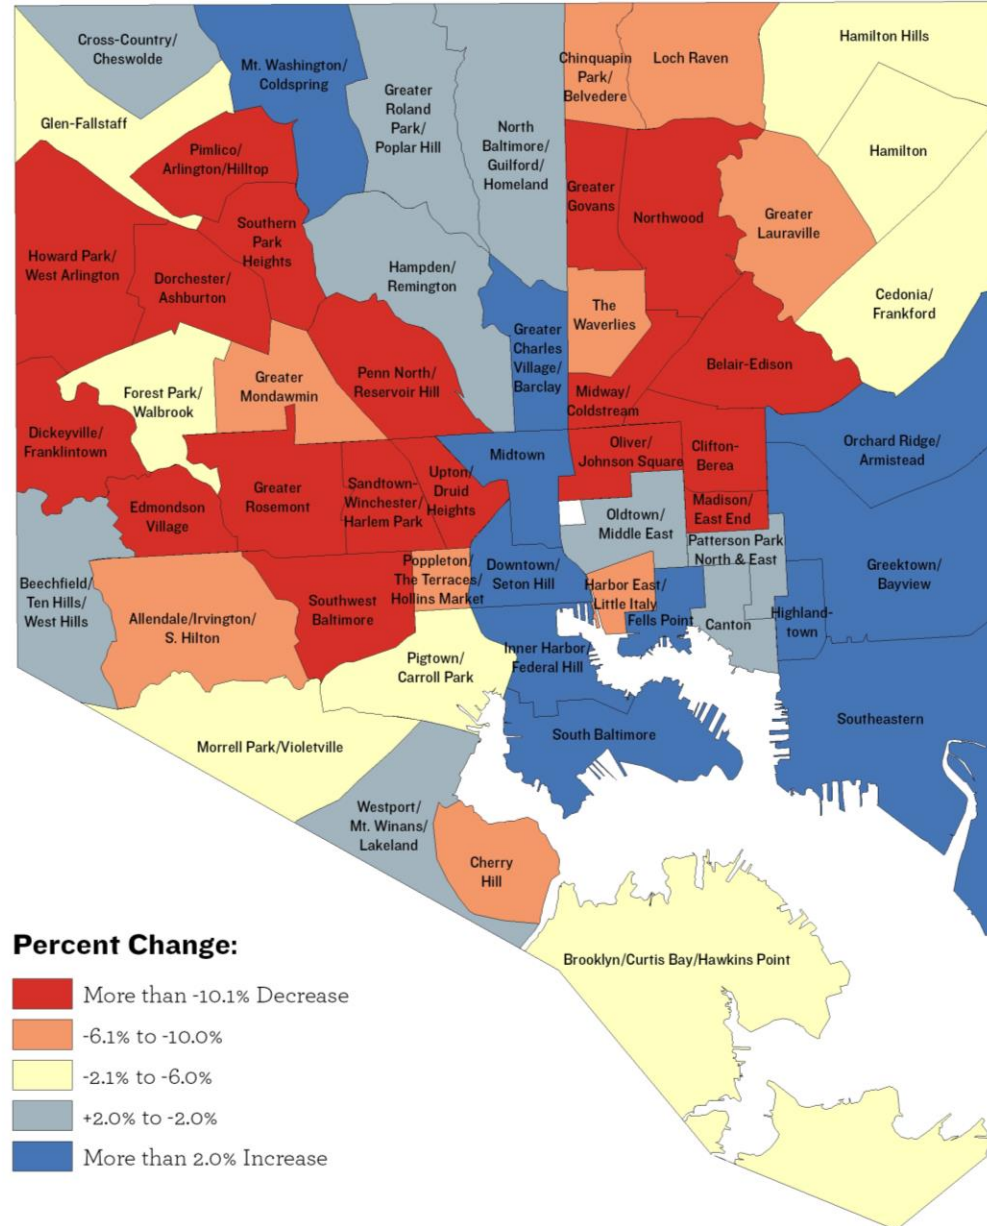 Cross-Country/
Cheswolde
Mt. Washington/
Coldspring
Greater
Roland
Park/
Poplar Hill
North
Baltimore/
Guilford/
Homeland
Chinquapin
Park/
Belvedere
Loch Raven
Hamilton Hills
Glen-Fallstaff
Pimlico/
Arlington/Hilltop
Hamilton
Greater
Govans
Northwood
Greater
Lauraville
Howard Park/
West Arlington
Southern
Park
Heights
Dorchester/
Ashburton
Hampden/
Remington
Cedonia/
Frankford
The
Waverlies
Greater
Charles
Village/
Barclay
Belair-Edison
Forest Park/
Walbrook
Greater
Mondawmin
Penn North/
Reservoir Hill
Midway/
Coldstream
Dickeyville/
Franklintown
Midtown
Oliver/
Johnson Square
Clifton-
Berea
Orchard Ridge/
Armistead
Edmondson
Village
Greater
Rosemont
Sandtown-
Winchester/
Harlem Park
Upton/
Druid
Heights
Madison/
East End
Oldtown/
Middle East
Patterson Park
North & East
Beechfield/
Ten Hills/
West Hills
Allendale/Irvington/
S. Hilton
Southwest
Baltimore
Poppleton/
The Terraces/
Hollins Market
Downtown/
Seton Hill
Harbor East/
Little Italy
Fells Point
Canton
Highland-
town
Greektown/
Bayview
Pigtown/
Carroll Park
Inner Harbor/
Federal Hill
Morrell Park/Violetville
South Baltimore
Southeastern
Westport/
Mt. Winans/
Lakeland
Cherry
Hill
Brooklyn/Curtis Bay/Hawkins Point
Percent Change:
More than -10.1% Decrease
-6.1% to -10.0%
-2.1% to -6.0%
+2.0% to -2.0%
More than 2.0% Increase